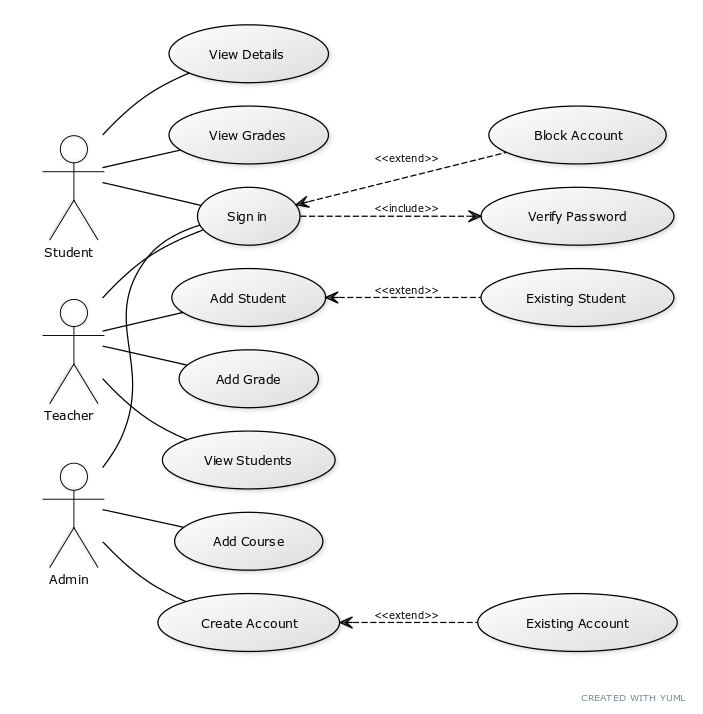 View Details
View Grades
Block Account
<<extend>>
<<include>>
Sign in
Verify Password
Student
<<extend>>
Add Student
Existing Student
Add Grade
Teacher
View Students
Add Course
Admin
<<extend>>
Create Account
Existing Account
CREATED WITH YUML